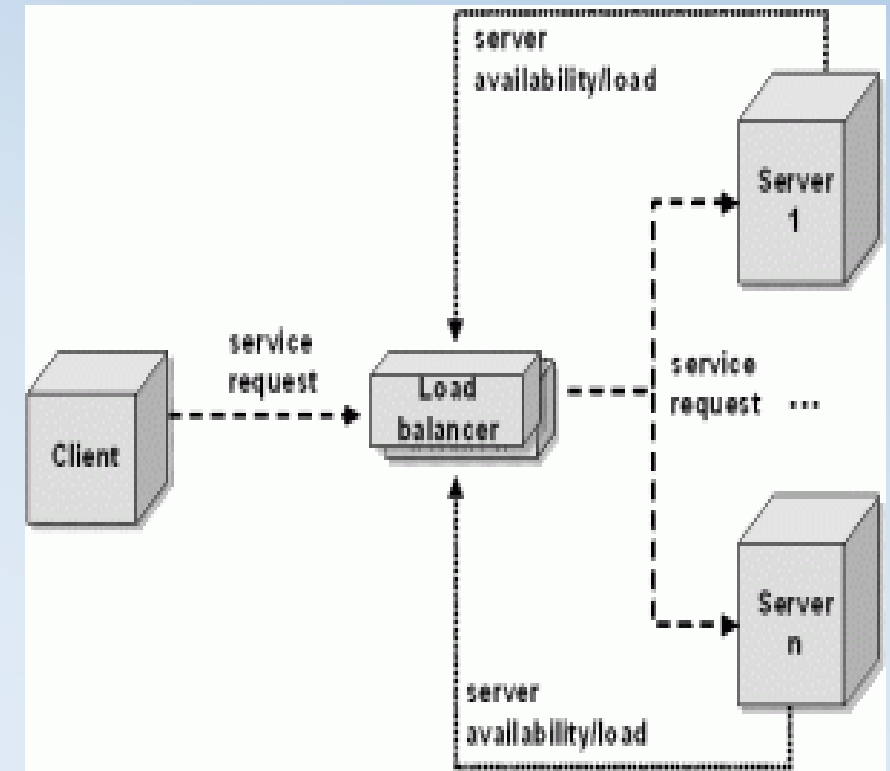 server
availability/load
Server
1
service
request
Load
balancer
Client
service
request ...
Server
n
server
availability/load